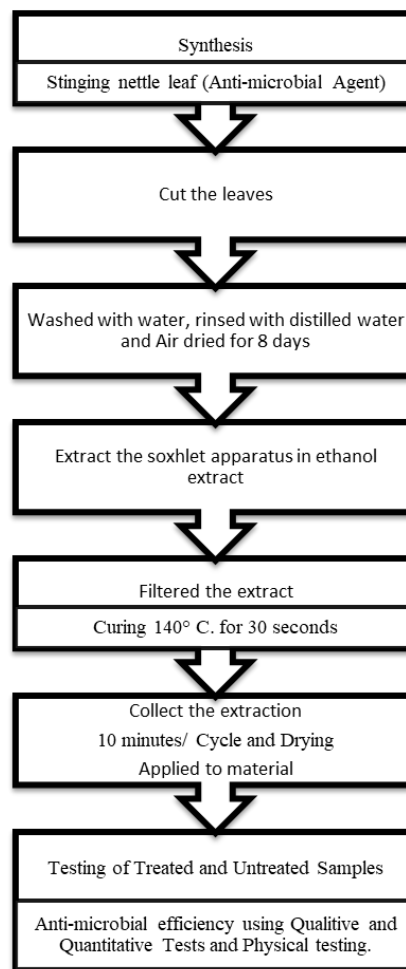 Synthesis
Stinging nettle leaf (Anti-microbial Agent)
Cut the leaves
Washed with water, rinsed with distilled water
and Air dried for 8 days
Extract the soxhlet apparatus in ethanol
extract
Filtered the extract
Curing 140° C. for 30 seconds
Collect the extraction
10 minutes/ Cycle and Drying
Applied to material
Testing of Treated and Untreated Samples
Anti-microbial efficiency using Qualitive and
Quantitative Tests and Physical testing.